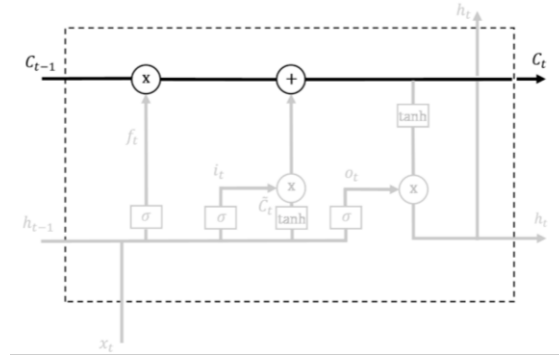 h_t
C_{t-1} x + C_t
tanh
f_t
i_t o_t
x x
C̃_t
σ σ tanh σ
h_{t-1} h_t
x_t